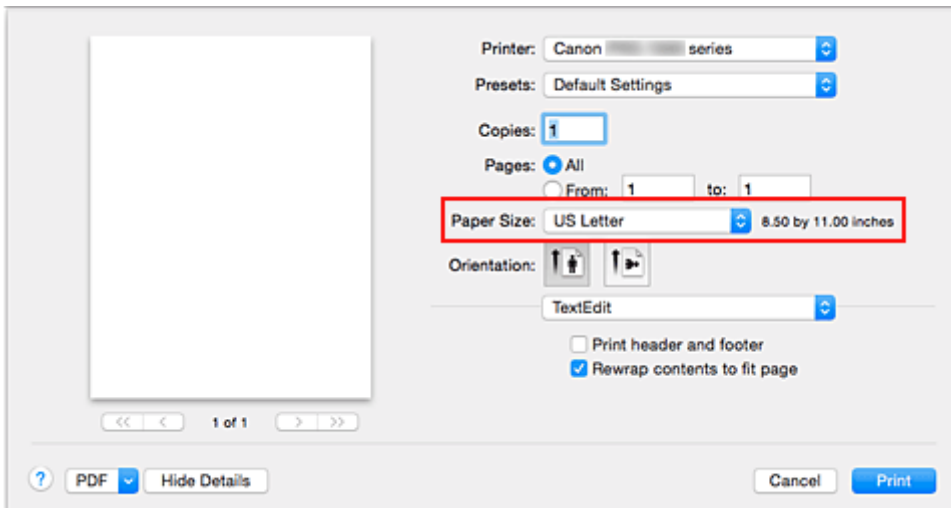 Printer: Canon series
Presets: Default Settings
Copies: 1
Pages: All
From: 1 to: 1
Paper Size: US Letter 8.50 by 11.00 inches
Orientation:
TextEdit
Print header and footer
Rewrap contents to fit page
<< < 1 of 1 > >>
? PDF Hide Details Cancel Print